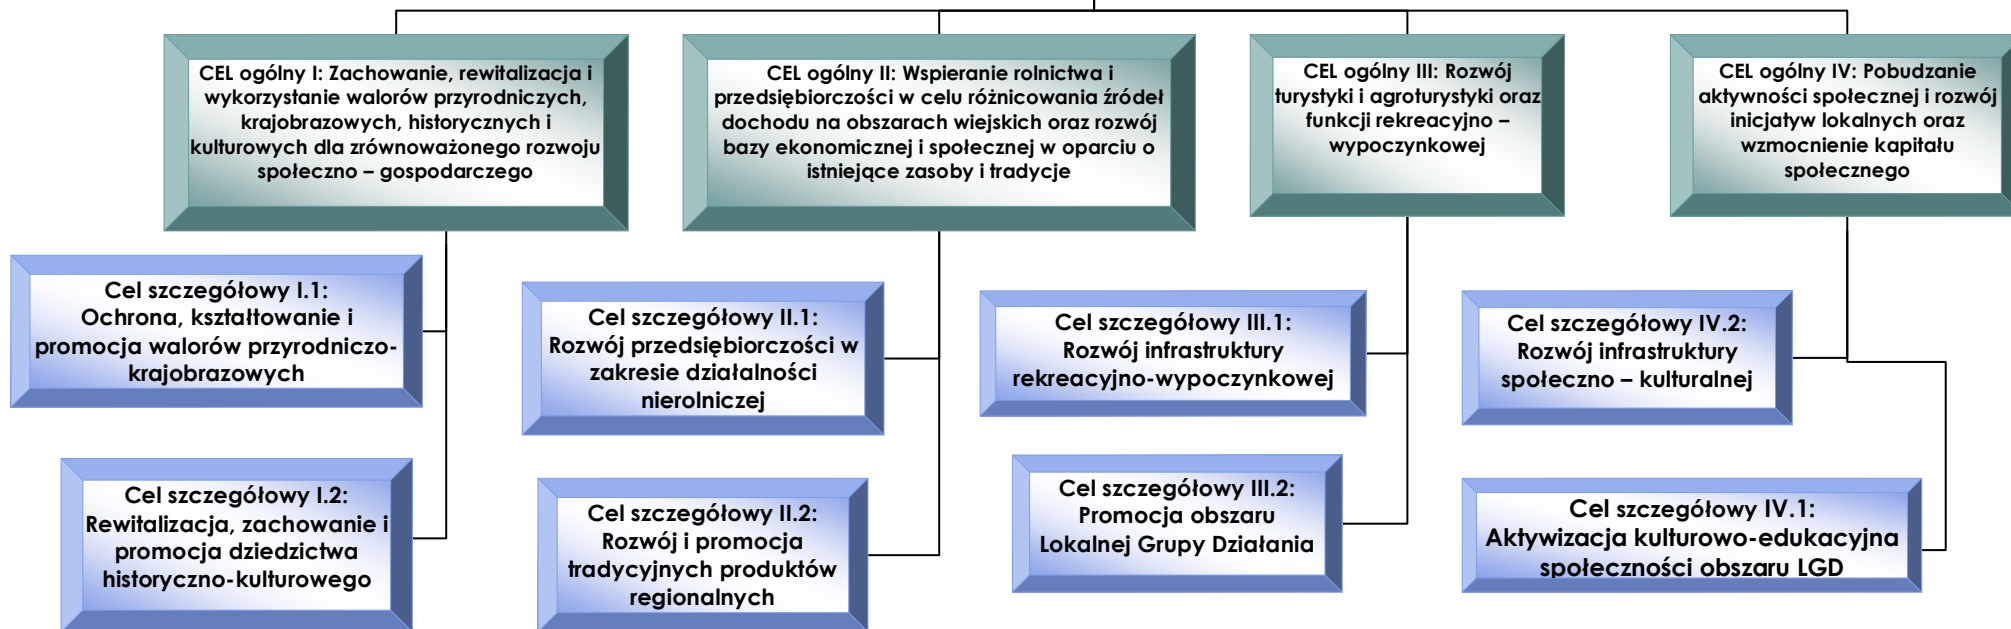 CEL ogólny I: Zachowanie, rewitalizacja i
wykorzystanie walorów przyrodniczych,
krajobrazowych, historycznych i
kulturowych dla zrównoważonego rozwoju
społeczno – gospodarczego
CEL ogólny II: Wspieranie rolnictwa i
przedsiębiorczości w celu różnicowania źródeł
dochodu na obszarach wiejskich oraz rozwój
bazy ekonomicznej i społecznej w oparciu o
istniejące zasoby i tradycje
CEL ogólny III: Rozwój
turystyki i agroturystyki oraz
funkcji rekreacyjno –
wypoczynkowej
CEL ogólny IV: Pobudzanie
aktywności społecznej i rozwój
inicjatyw lokalnych oraz
wzmocnienie kapitału
społecznego
Cel szczegółowy I.1:
Ochrona, kształtowanie i
promocja walorów przyrodniczo-
krajobrazowych
Cel szczegółowy II.1:
Rozwój przedsiębiorczości w
zakresie działalności
nierolniczej
Cel szczegółowy III.1:
Rozwój infrastruktury
rekreacyjno-wypoczynkowej
Cel szczegółowy IV.2:
Rozwój infrastruktury
społeczno – kulturalnej
Cel szczegółowy I.2:
Rewitalizacja, zachowanie i
promocja dziedzictwa
historyczno-kulturowego
Cel szczegółowy II.2:
Rozwój i promocja
tradycyjnych produktów
regionalnych
Cel szczegółowy III.2:
Promocja obszaru
Lokalnej Grupy Działania
Cel szczegółowy IV.1:
Aktywizacja kulturowo-edukacyjna
społeczności obszaru LGD